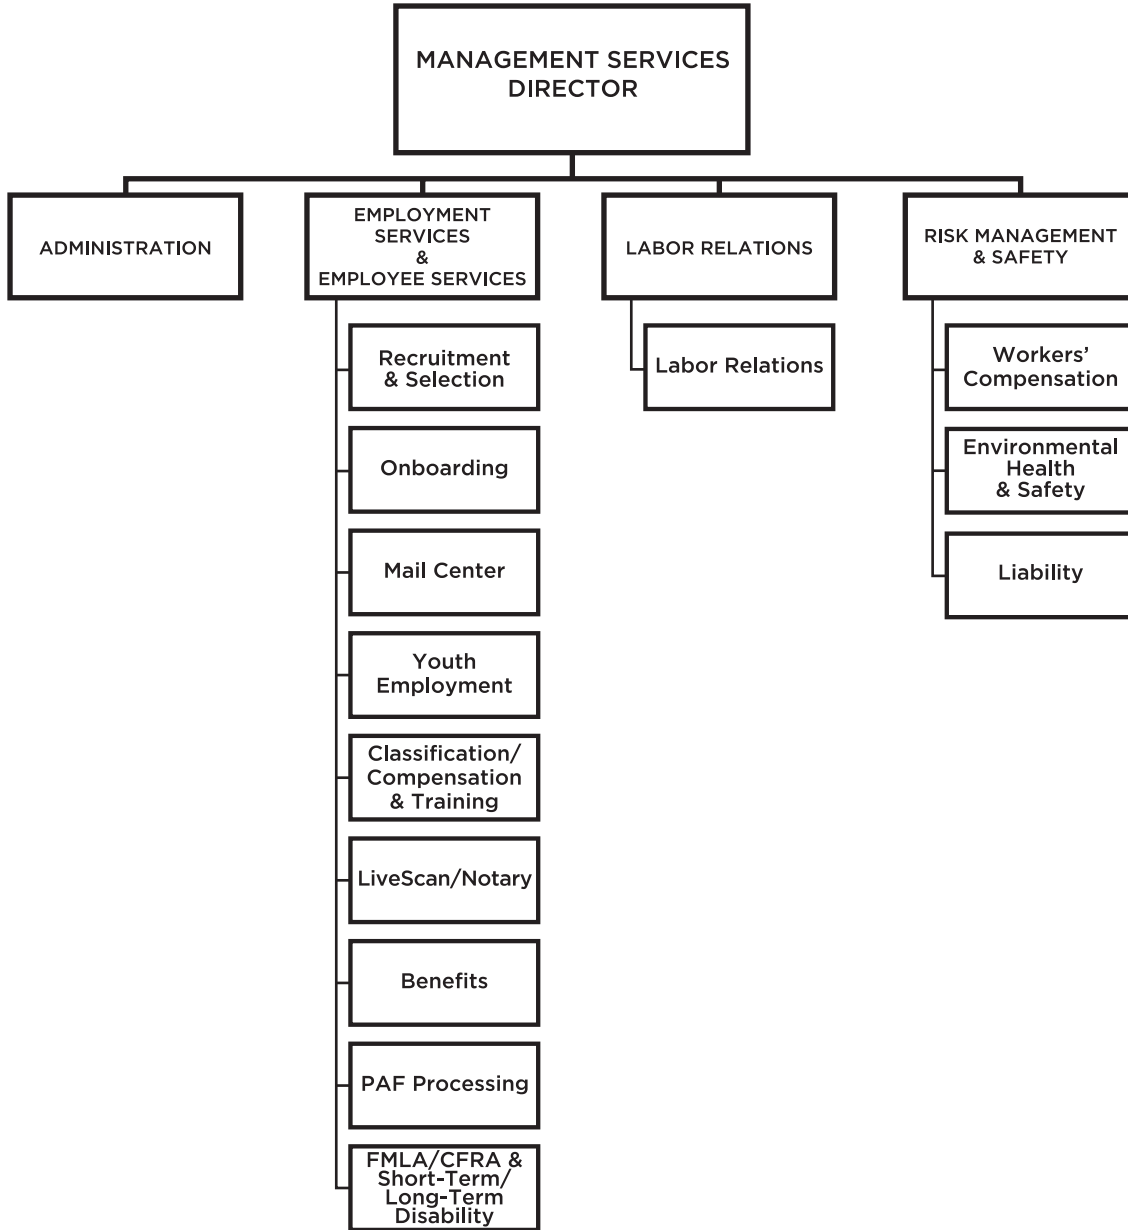 MANAGEMENT SERVICES
DIRECTOR
ADMINISTRATION
EMPLOYMENT
SERVICES
&
EMPLOYEE SERVICES
LABOR RELATIONS
RISK MANAGEMENT
& SAFETY
Recruitment
& Selection
Onboarding
Mail Center
Youth
Employment
Classification/
Compensation
& Training
LiveScan/Notary
Benefits
PAF Processing
FMLA/CFRA &
Short-Term/
Long-Term
Disability
Labor Relations
Workers'
Compensation
Environmental
Health
& Safety
Liability